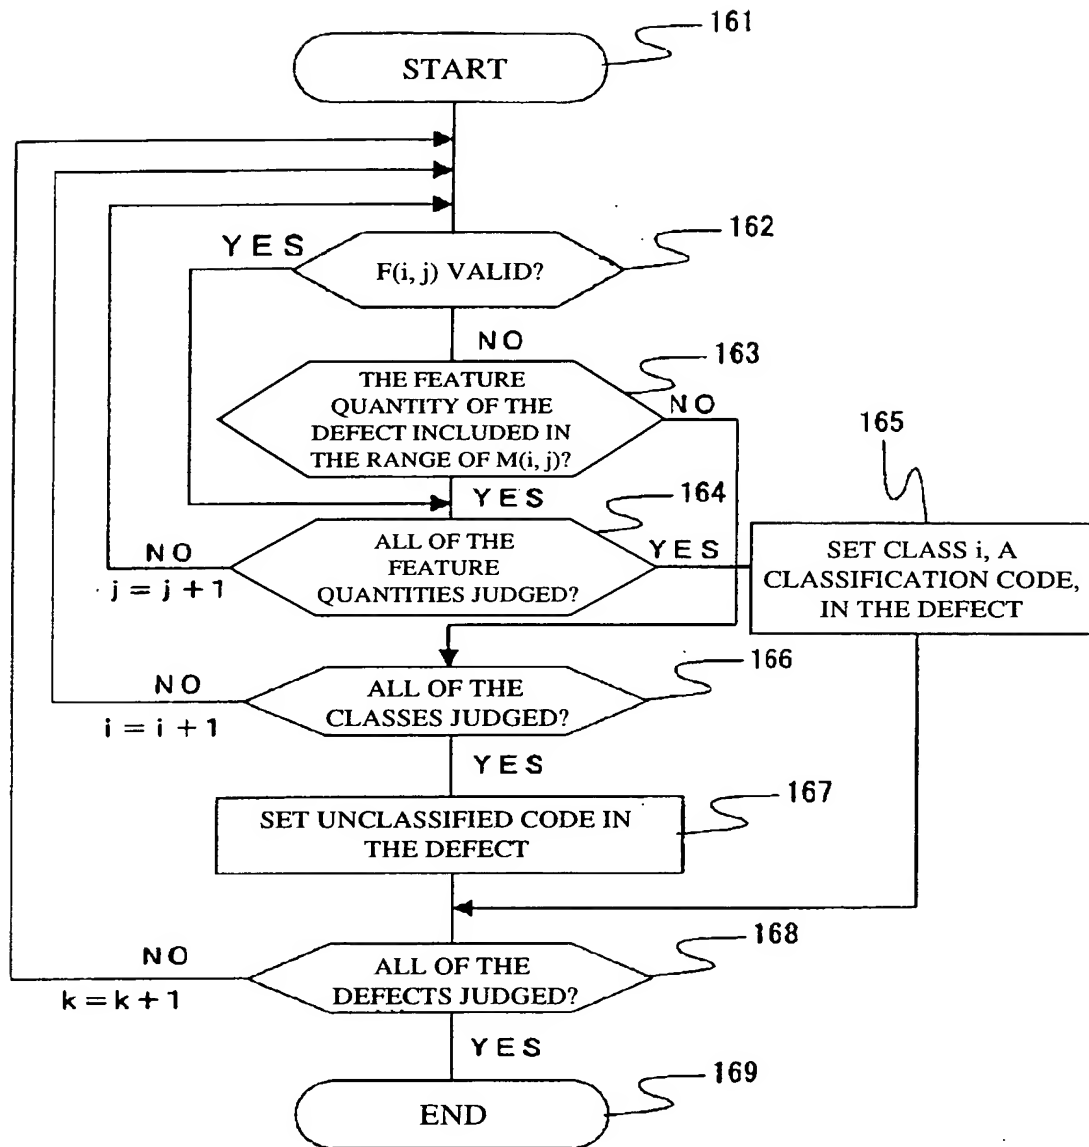 161
START
162
YES
F(i, j) VALID?
NO
163
THE FEATURE
QUANTITY OF THE
DEFECT INCLUDED IN
THE RANGE OF M(i, j)?
NO
165
YES
164
NO
j = j + 1
ALL OF THE
FEATURE
QUANTITIES JUDGED?
YES
SET CLASS i, A
CLASSIFICATION CODE,
IN THE DEFECT
166
NO
i = i + 1
ALL OF THE
CLASSES JUDGED?
YES
167
SET UNCLASSIFIED CODE IN
THE DEFECT
168
NO
k = k + 1
ALL OF THE
DEFECTS JUDGED?
YES
169
END